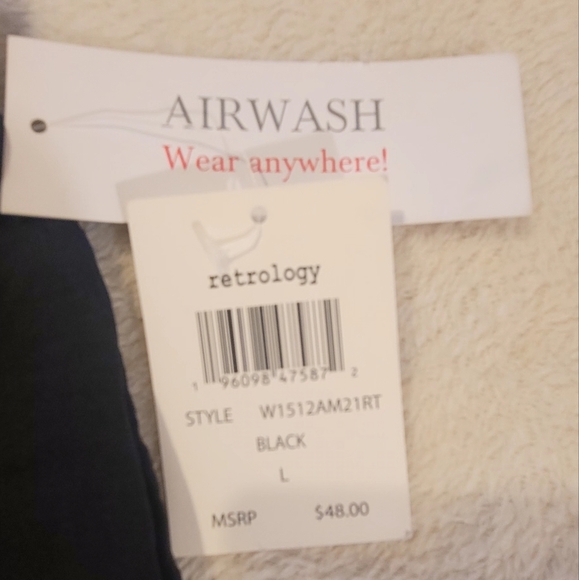 AIRWASH
Wear anywhere!
retrology
1 96098 47587 2
STYLE W1512AM21RT
BLACK
L
MSRP $48.00